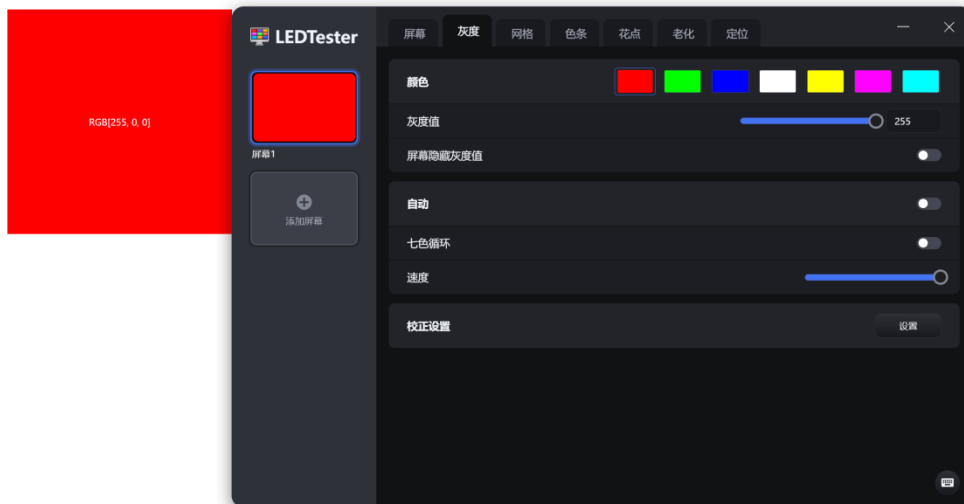 RGB[255, 0, 0]
LEDTester
屏幕1
添加屏幕
屏幕 灰度 网格 色条 花点 老化 定位
颜色
灰度值 255
屏幕隐藏灰度值
自动
七色循环
速度
校正设置 设置